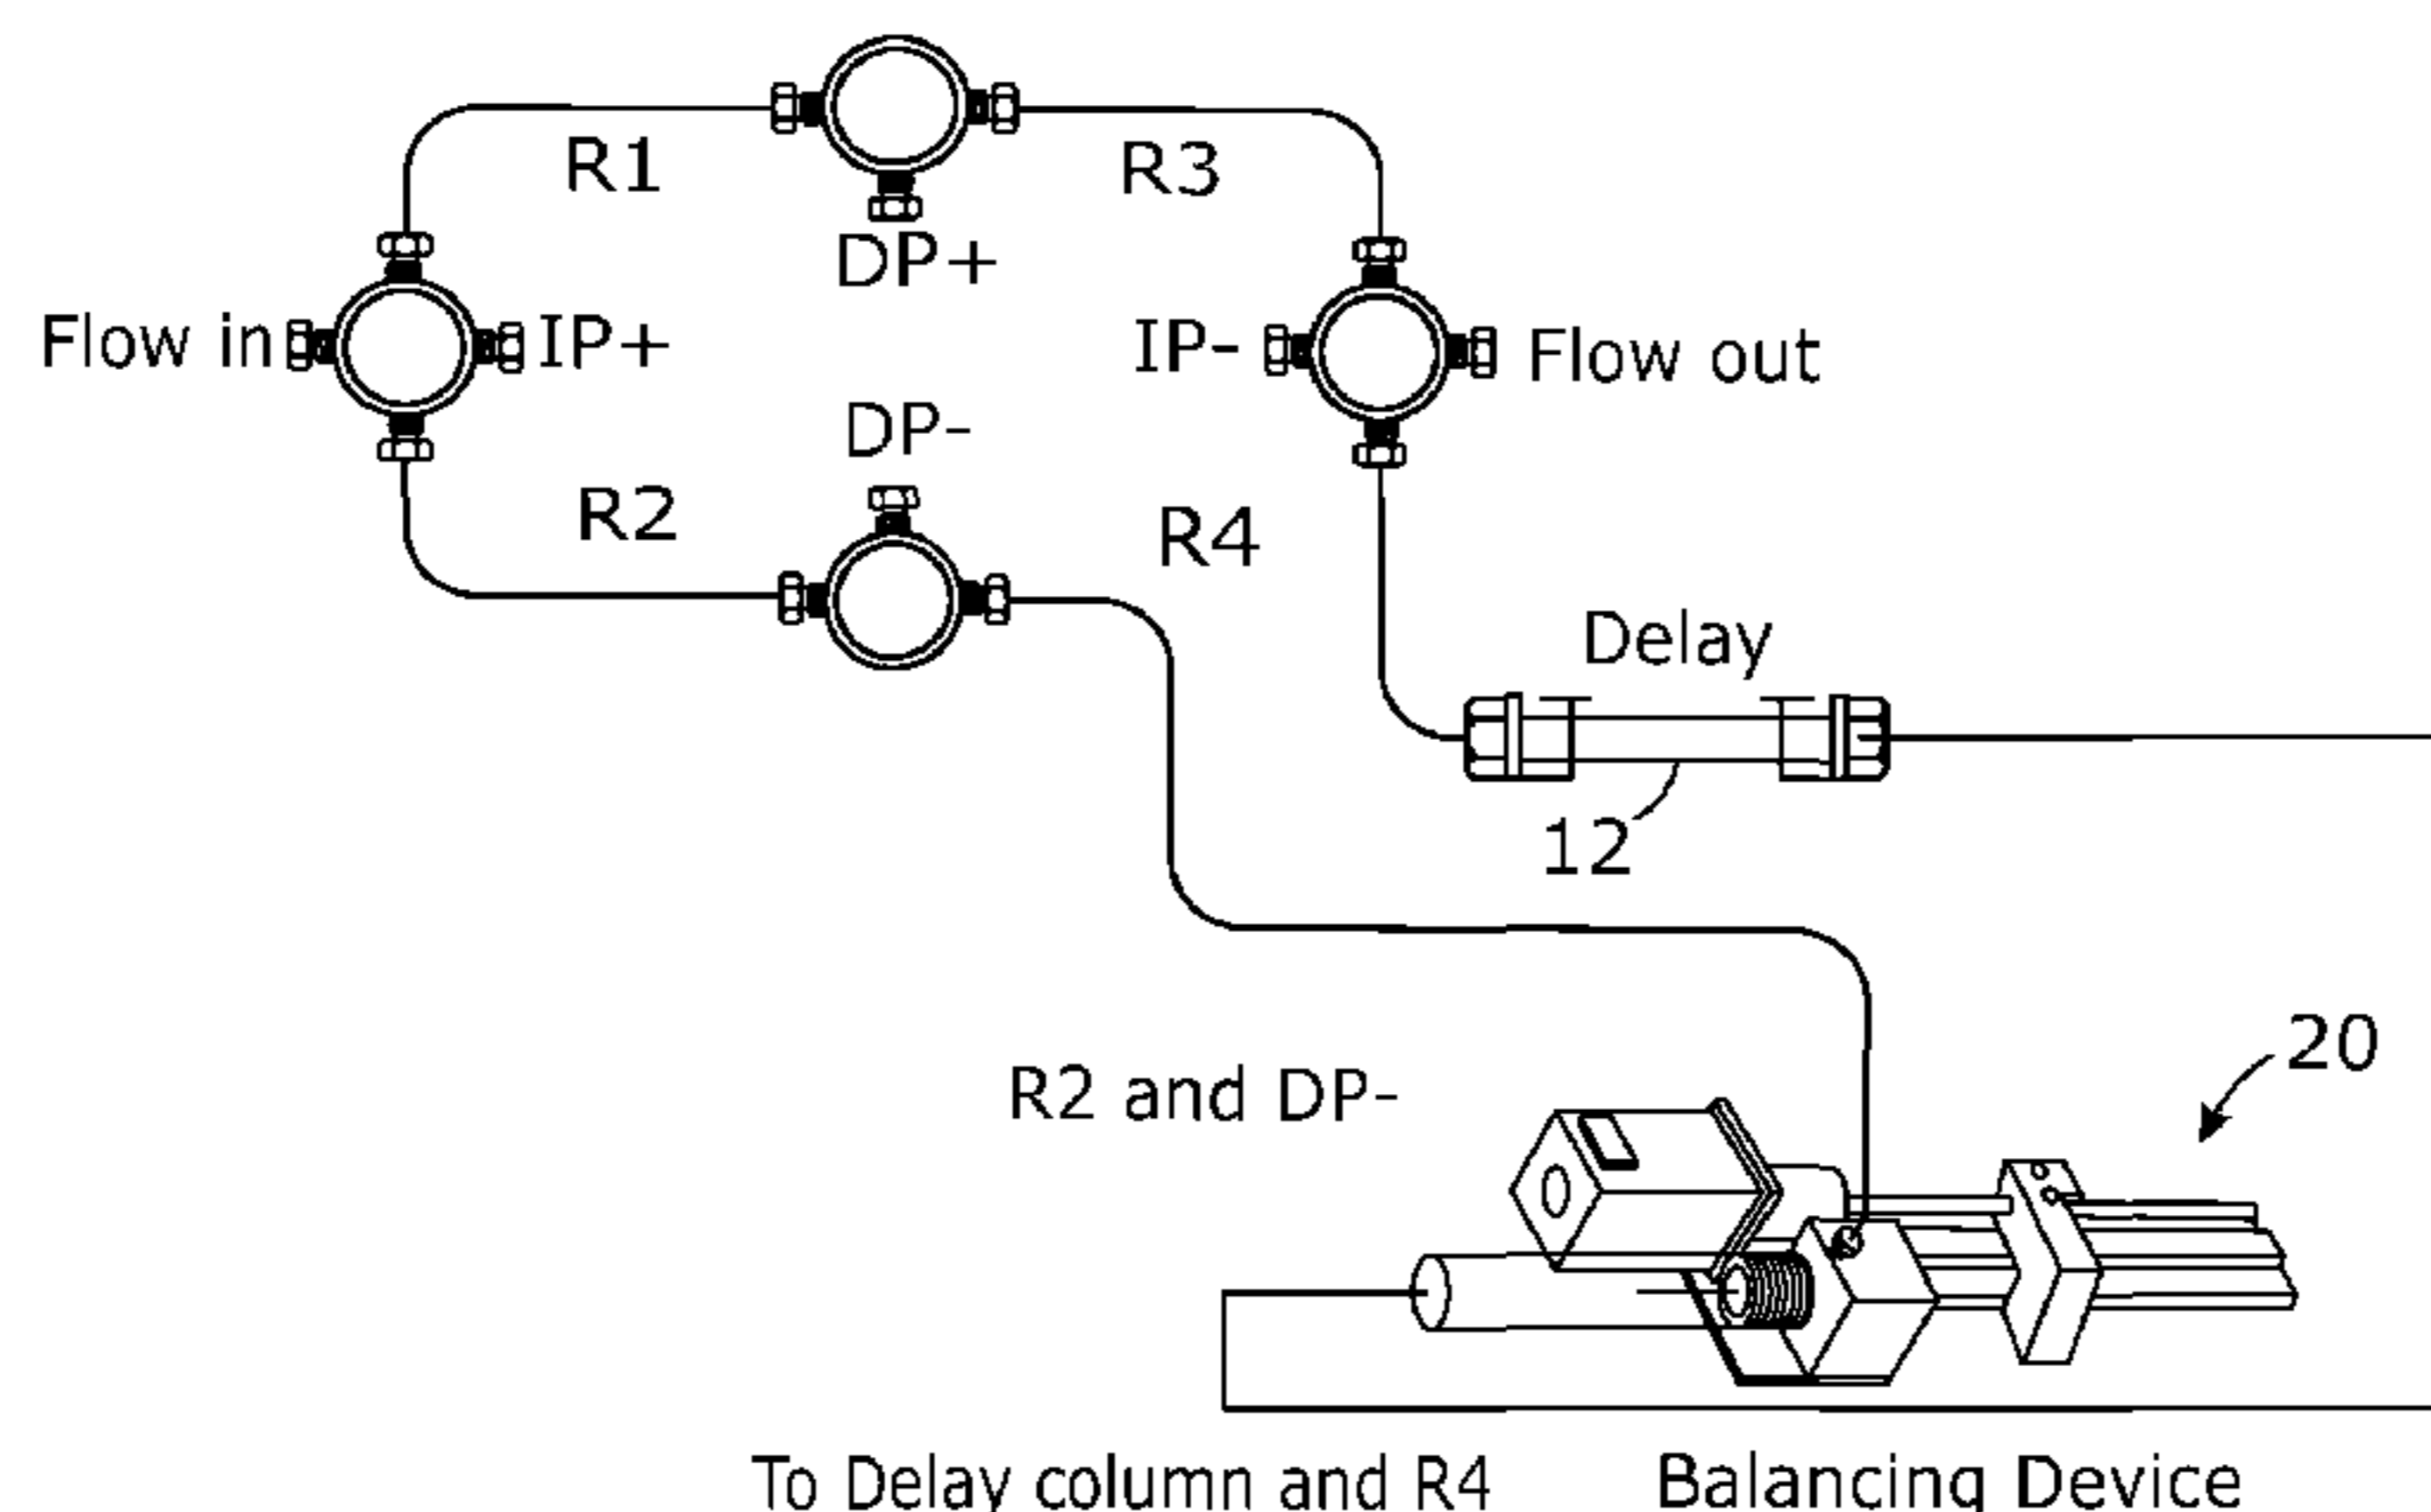 R1
R3
DP+
Flow in
IP+
IP-
Flow out
DP-
R2
R4
Delay
12
20
R2 and DP-
To Delay column and R4
Balancing Device